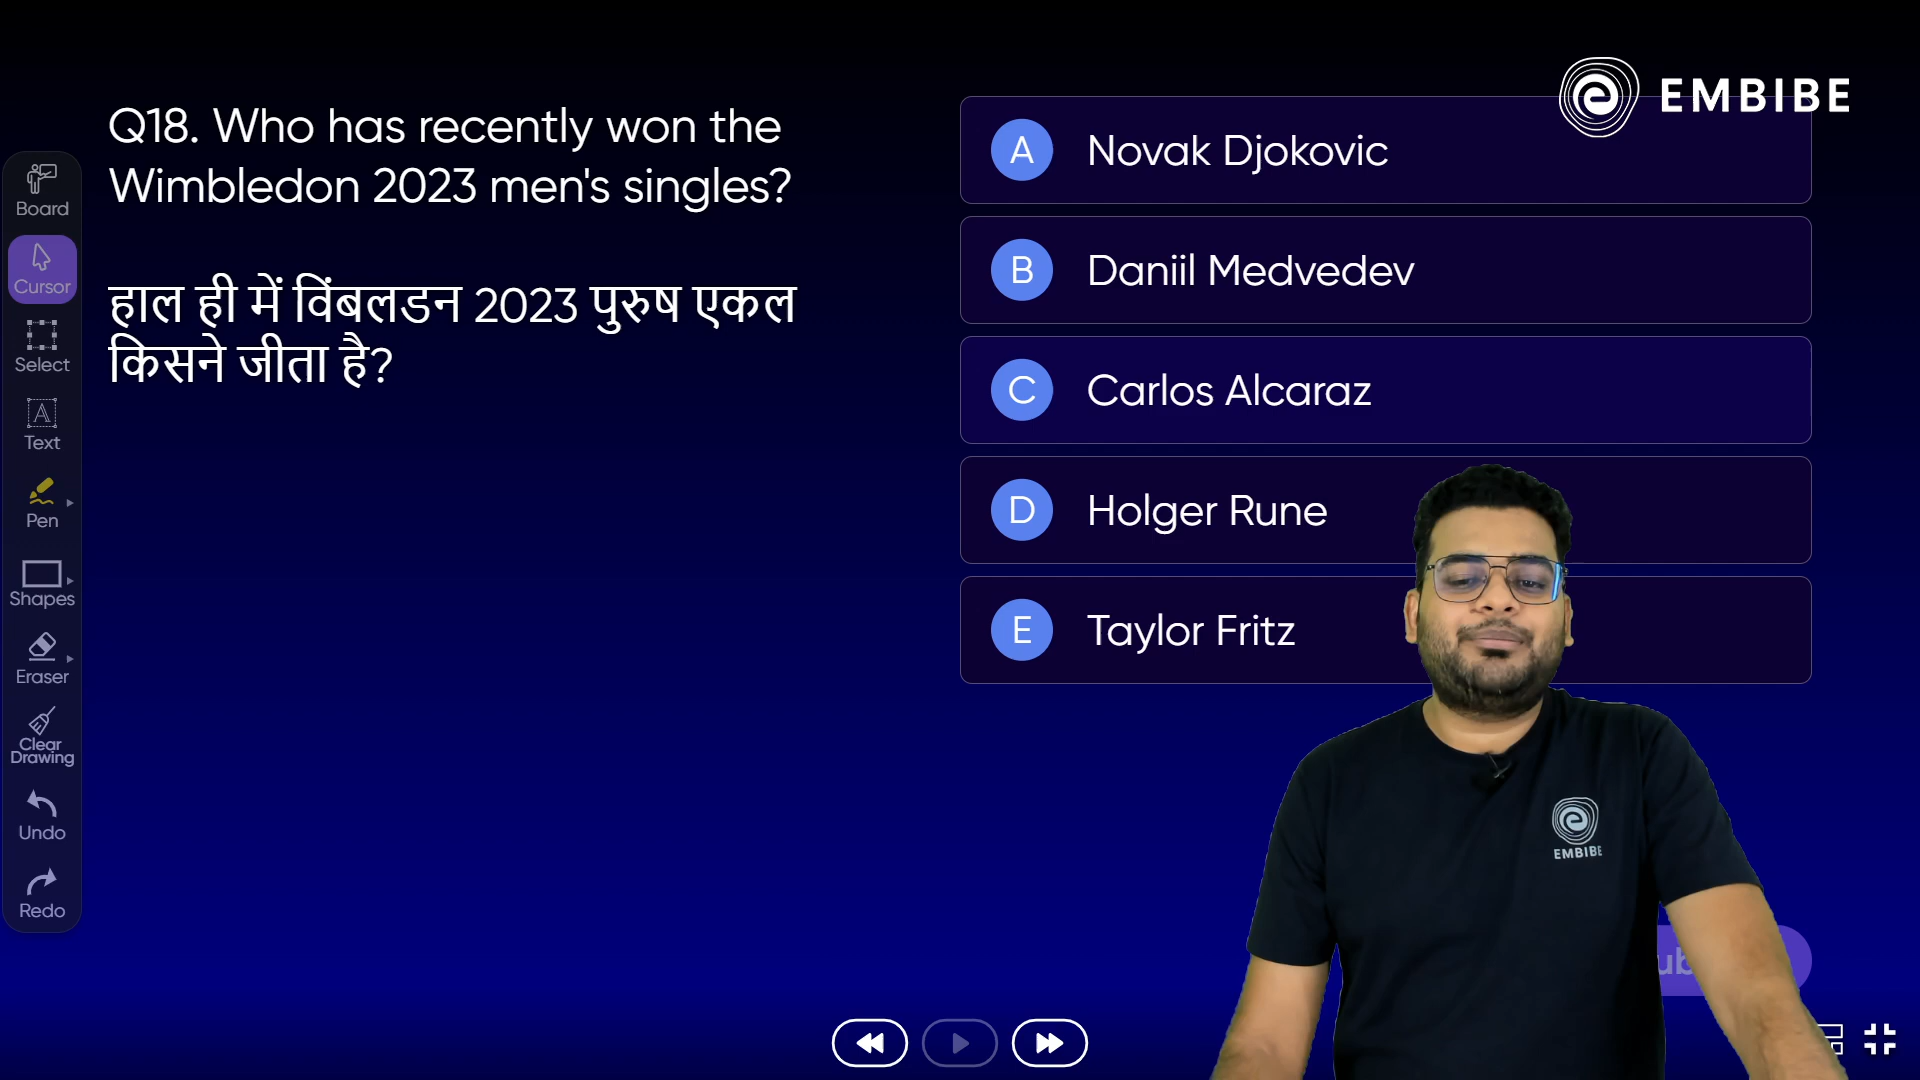 EMBIBE
Q18. Who has recently won the
Wimbledon 2023 men's singles?
हाल ही में विंबलडन 2023 पुरुष एकल
किसने जीता है?
A Novak Djokovic
B Daniil Medvedev
C Carlos Alcaraz
D Holger Rune
E Taylor Fritz
Board
Cursor
Select
A
Text
Pen
Shapes
Eraser
Clear
Drawing
Undo
Redo
EMBIBE